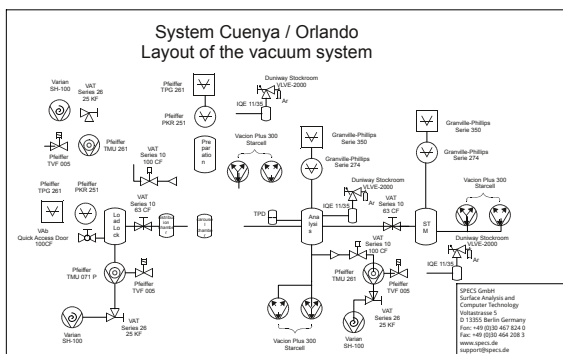 System Cuenya / Orlando
Layout of the vacuum system
Varian
SH-100
VAT
Series 26
25 KF
Pfeiffer
TVF 005
Pfeiffer
TMU 261
VAT
Series 10
100 CF
Pfeiffer
TPG 261
Pfeiffer
PKR 251
Pre
par
atio
n
Duniway Stockroom
VLVE-2000
IQE 11/35
Ar
Vacion Plus 300
Starcell
Granville-Phillips
Serie 350
Granville-Phillips
Serie 274
Granville-Phillips
Serie 350
Granville-Phillips
Serie 274
Vacion Plus 300
Starcell
Pfeiffer
TPG 261
Pfeiffer
PKR 251
VAb
Quick Access Door
100CF
Lo
ad
Lo
ck
VAT
Series 10
63 CF
TPD
Ana
lysi
s
Duniway Stockroom
VLVE-2000
IQE 11/35
Ar
VAT
Series 10
63 CF
ST
M
Duniway Stockroom
VLVE-2000
IQE 11/35
Ar
VAT
Series 10
100 CF
Pfeiffer
TMU 261
Pfeiffer
TVF 005
Pfeiffer
TMU 071 P
Pfeiffer
TVF 005
Varian
SH-100
VAT
Series 26
25 KF
Vacion Plus 300
Starcell
Varian
SH-100
VAT
Series 26
25 KF
SPECS GmbH
Surface Analysis and
Computer Technology
Voltastrasse 5
D 13355 Berlin Germany
Fon: +49 (0)30 467 824 0
Fax: +49 (0)30 464 208 3
www.specs.de
support@specs.de